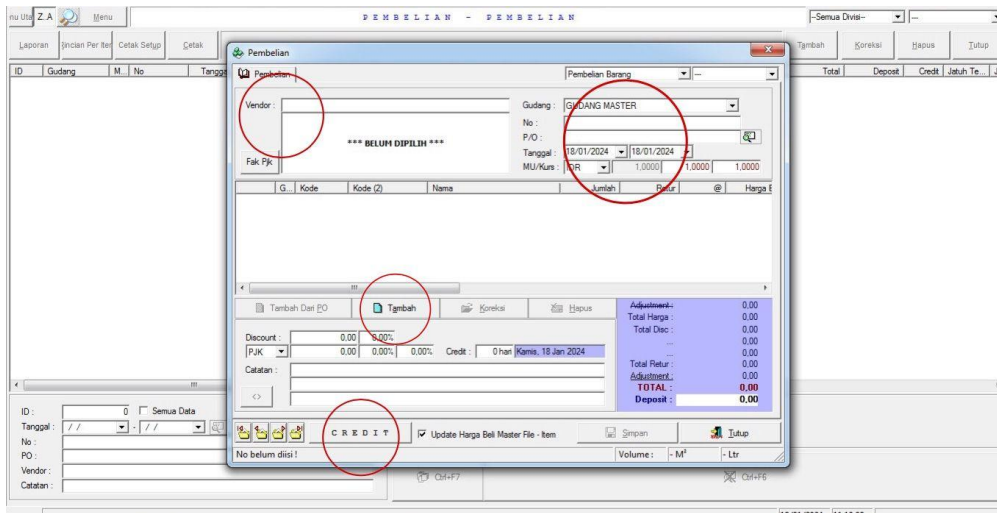 nu Uta Z.A Menu PEMBELIAN - PEMBELIAN --Semua Divisi-- ---
Laporan Rincian Per Iter Cetak Setup Cetak Tambah Koreksi Hapus Tutup
ID Gudang M... No Tangga Total Deposit Credit Jatuh Te... J
Pembelian
Pembelian Pembelian Barang ---
Vendor : Gudang : GUDANG MASTER
No :
*** BELUM DIPILIH *** P/O :
Tanggal : 18/01/2024 18/01/2024
Fak Pjk MU/Kurs : IDR 1,0000 1,0000 1,0000
G... Kode Kode (2) Nama Jumlah Retur @ Harga B
Tambah Dari PO Tambah Koreksi Hapus
Adjustment : 0,00
Total Harga : 0,00
Total Disc : 0,00
... 0,00
... 0,00
Total Retur : 0,00
Adjustment : 0,00
TOTAL : 0,00
Deposit : 0,00
Discount : 0,00 0,00%
PJK 0,00 0,00% 0,00% Credit : 0 hari Kamis, 18 Jan 2024
Catatan :
<>
CREDIT Update Harga Beli Master File - Item Simpan Tutup
No belum diisi ! Volume : - M³ - Ltr
ID : 0 Semua Data
Tanggal : / / - / /
No :
PO :
Vendor :
Catatan :
Ctrl+F7 Ctrl+F6